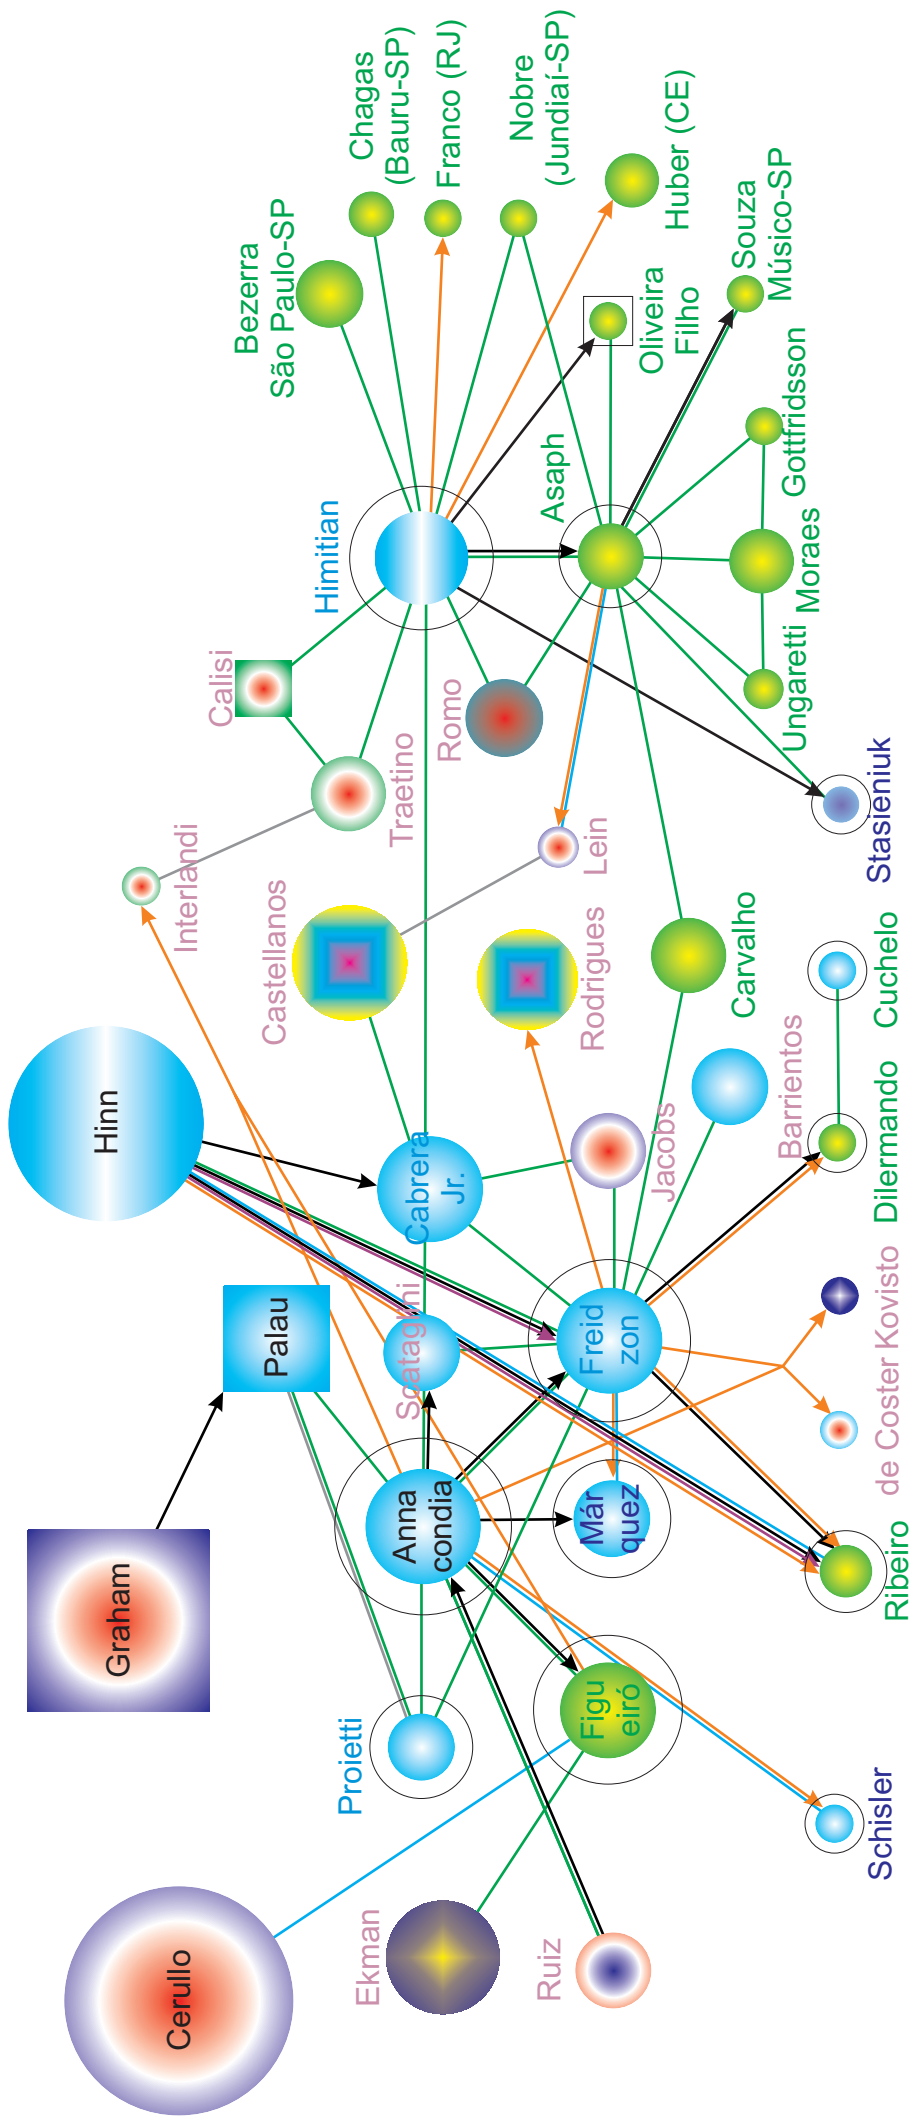 Cerullo
Graham
Palau
Hinn
Interlandi
Calisi
Bezerra
São Paulo-SP
Chagas
(Bauru-SP)
Franco (RJ)
Nobre
(Jundiaí-SP)
Huber (CE)
Ekman
Proietti
Anna
condia
Scataglini
Cabrera
Jr.
Castellanos
Traetino
Romo
Himitian
Ruiz
Figu
eiró
Már
quez
Freid
zon
Jacobs
Rodrigues
Lein
Asaph
Oliveira
Filho
Souza
Músico-SP
Schisler
Ribeiro
de Coster Kovisto
Barrientos
Dilermando
Cuchelo
Carvalho
Stasieniuk
Ungaretti
Moraes
Gottfridsson